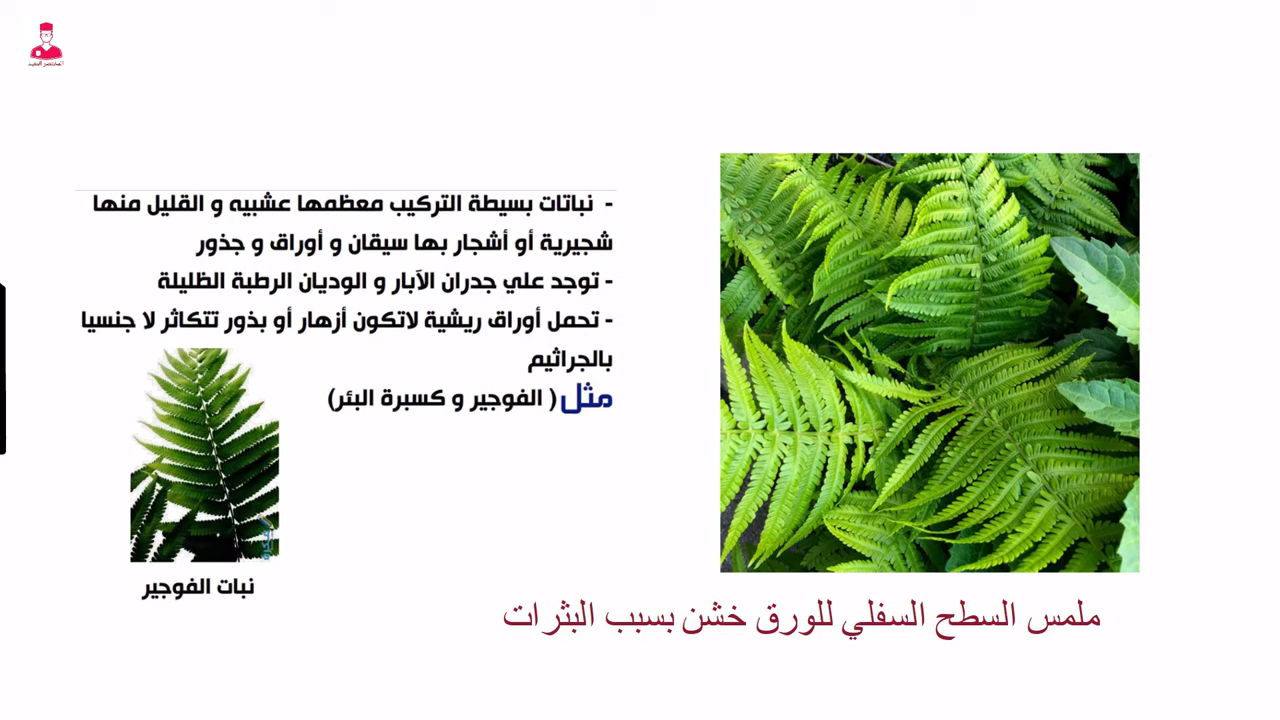 - نباتات بسيطة التركيب معظمها عشبيه و القليل منها
شجيرية أو أشجار بها سيقان و أوراق و جذور
- توجد علي جدران الآبار و الوديان الرطبة الظليلة
- تحمل أوراق ريشية لاتكون أزهار أو بذور تتكاثر لا جنسيا
بالجراثيم
مثل ( الفوجير و كسبرة البئر)
نبات الفوجير
ملمس السطح السفلي للورق خشن بسبب البثرات